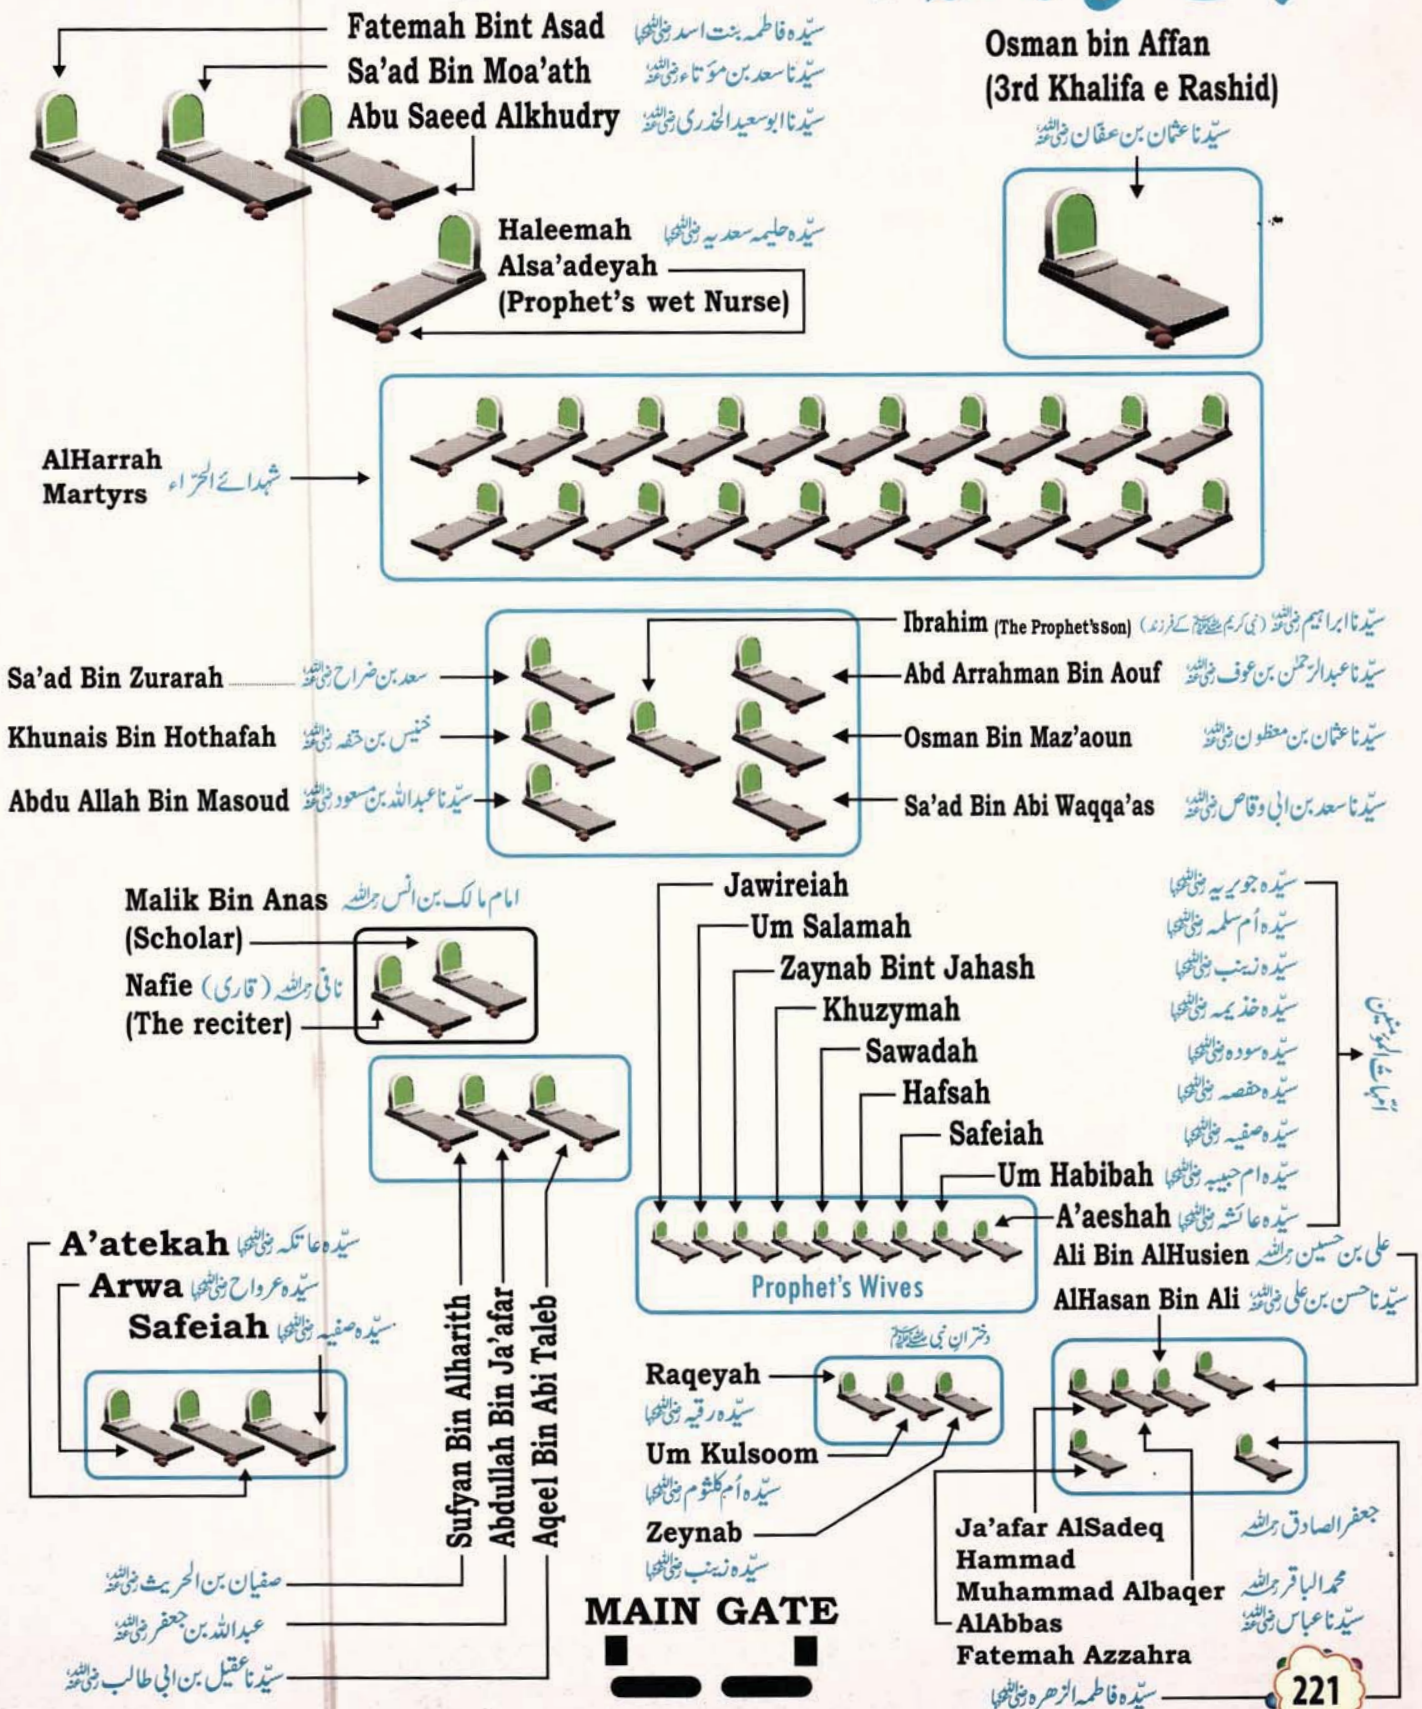 Fatemah Bint Asad سیّدہ فاطمہ بنت اسد رضی اللہ عنہا
Sa'ad Bin Moa'ath سیّدنا سعد بن مؤتاء رضی اللہ عنہ
Abu Saeed Alkhudry سیّدنا ابو سعید الخدری رضی اللہ عنہ
Osman bin Affan
(3rd Khalifa e Rashid)
سیّدنا عثمان بن عفّان رضی اللہ عنہ
Haleemah سیّدہ حلیمہ سعدیہ رضی اللہ عنہا
Alsa'adeyah
(Prophet's wet Nurse)
AlHarrah
Martyrs شہدائے الحرّاء
Ibrahim (The Prophet'sson) سیّدنا ابراہیم رضی اللہ عنہ (نبی کریم ﷺ کے فرزند)
Sa'ad Bin Zurarah سعد بن ضراح رضی اللہ عنہ
Abd Arrahman Bin Aouf سیّدنا عبدالرّحمٰن بن عوف رضی اللہ عنہ
Khunais Bin Hothafah خنیس بن حتفہ رضی اللہ عنہ
Osman Bin Maz'aoun سیّدنا عثمان بن معظون رضی اللہ عنہ
Abdu Allah Bin Masoud سیّدنا عبداللہ بن مسعود رضی اللہ عنہ
Sa'ad Bin Abi Waqqa'as سیّدنا سعد بن ابی وقاص رضی اللہ عنہ
Malik Bin Anas امام مالک بن انس رحمہ اللہ
(Scholar)
Nafie نافی رحمہ اللہ (قاری)
(The reciter)
Jawireiah سیّدہ جویریہ رضی اللہ عنہا
Um Salamah سیّدہ اُم سلمہ رضی اللہ عنہا
Zaynab Bint Jahash سیّدہ زینب رضی اللہ عنہا
Khuzymah سیّدہ خذیمہ رضی اللہ عنہا
Sawadah سیّدہ سودہ رضی اللہ عنہا
Hafsah سیّدہ حفصہ رضی اللہ عنہا
Safeiah سیّدہ صفیہ رضی اللہ عنہا
Um Habibah سیّدہ ام حبیبہ رضی اللہ عنہا
A'aeshah سیّدہ عائشہ رضی اللہ عنہا
اُمّہات المؤمنین
Prophet's Wives
Ali Bin AlHusien علی بن حسین رحمہ اللہ
AlHasan Bin Ali سیّدنا حسن بن علی رضی اللہ عنہ
A'atekah سیّدہ عاتکہ رضی اللہ عنہا
Arwa سیّدہ عرواح رضی اللہ عنہا
Safeiah سیّدہ صفیہ رضی اللہ عنہا
Sufyan Bin Alharith
Abdullah Bin Ja'afar
Aqeel Bin Abi Taleb
صفیان بن الحریث رضی اللہ عنہ
عبداللہ بن جعفر رضی اللہ عنہ
سیّدنا عقیل بن ابی طالب رضی اللہ عنہ
دخترانِ نبی ﷺ
Raqeyah
سیّدہ رقیہ رضی اللہ عنہا
Um Kulsoom
سیّدہ اُم کلثوم رضی اللہ عنہا
Zeynab
سیّدہ زینب رضی اللہ عنہا
Ja'afar AlSadeq جعفر الصادق رحمہ اللہ
Hammad
Muhammad Albaqer محمد الباقر رحمہ اللہ
AlAbbas سیّدنا عباس رضی اللہ عنہ
Fatemah Azzahra
سیّدہ فاطمہ الزھرہ رضی اللہ عنہا
MAIN GATE
221